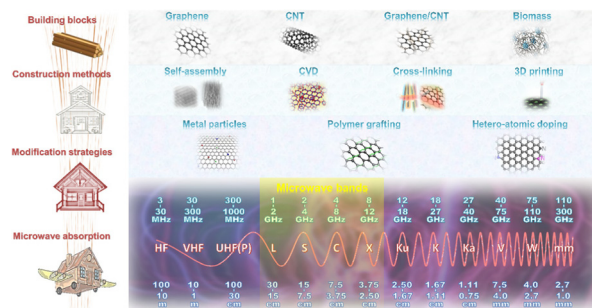 Building blocks
Graphene CNT Graphene/CNT Biomass
Construction methods
Self-assembly CVD Cross-linking 3D printing
Metal particles Polymer grafting Hetero-atomic doping
Modification strategies
Microwave bands
3 30 300 1 2 4 8 12 18 27 40 75 110
30 300 1000 2 4 8 12 18 27 40 75 110 300
MHz MHz MHz GHz GHz GHz GHz GHz GHz GHz GHz GHz GHz
Microwave absorption
HF VHF UHF(P) L S C X Ku K Ka V W mm
100 10 100 30 15 7.5 3.75 2.50 1.67 1.11 7.5 4.0 2.7
10 1 30 15 7.5 3.75 2.50 1.67 1.11 0.75 4.0 2.7 1.0
m m cm cm cm cm cm cm cm cm mm mm mm